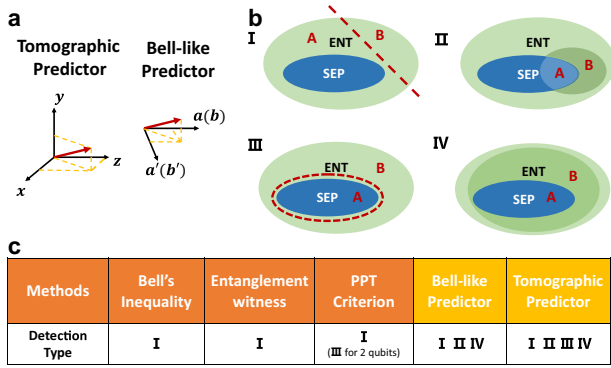 a
Tomographic
Predictor
Bell-like
Predictor
y
z
x
a(b)
a′(b′)
b
I
A
B
ENT
SEP
II
ENT
B
SEP
A
III
ENT
B
SEP
A
IV
ENT
B
SEP
A
c
Methods
Bell's
Inequality
Entanglement
witness
PPT
Criterion
Bell-like
Predictor
Tomographic
Predictor
Detection
Type
I
I
I
(III for 2 qubits)
I II IV
I II III IV